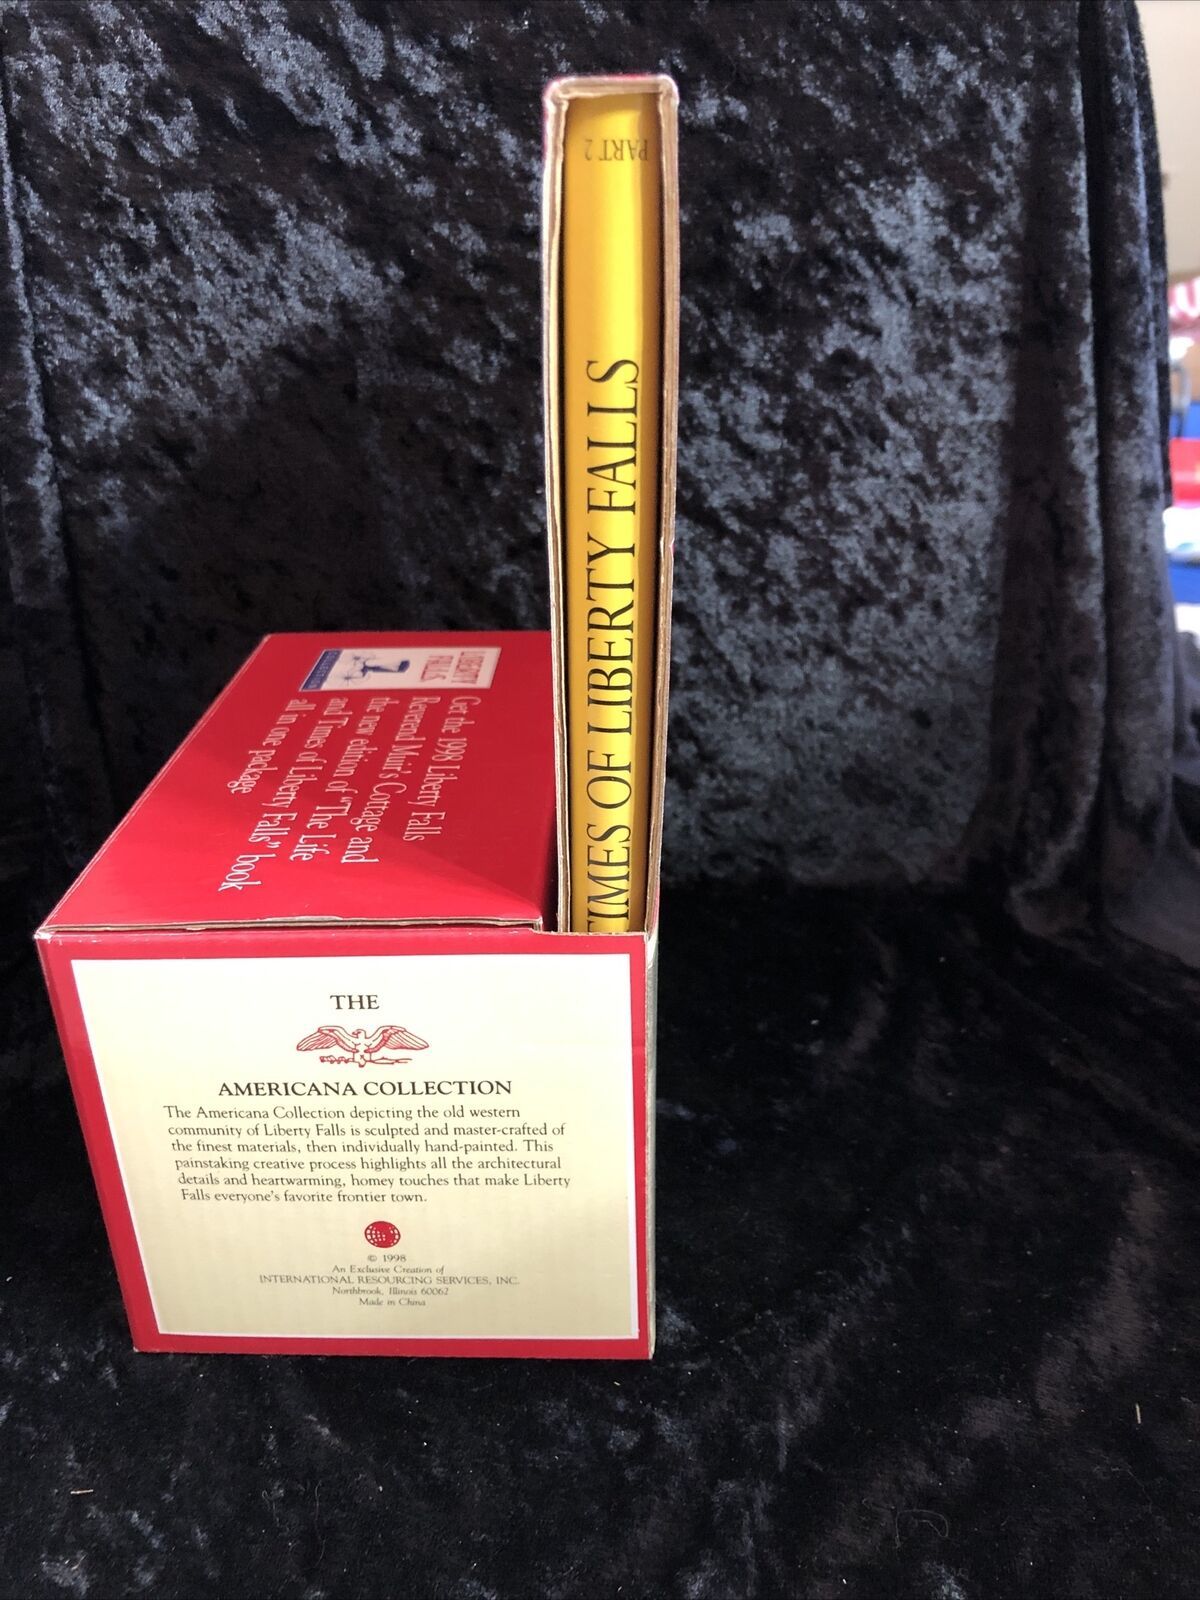 PART 2
TIMES OF LIBERTY FALLS
LIBERTY
FALLS
COLLECTION
Get the 1998 Liberty Falls
Reverend Muir's Cottage and
the new edition of "The Life
and Times of Liberty Falls" book
all in one package
THE
AMERICANA COLLECTION
The Americana Collection depicting the old western
community of Liberty Falls is sculpted and master-crafted of
the finest materials, then individually hand-painted. This
painstaking creative process highlights all the architectural
details and heartwarming, homey touches that make Liberty
Falls everyone's favorite frontier town.
© 1998
An Exclusive Creation of
INTERNATIONAL RESOURCING SERVICES, INC.
Northbrook, Illinois 60062
Made in China